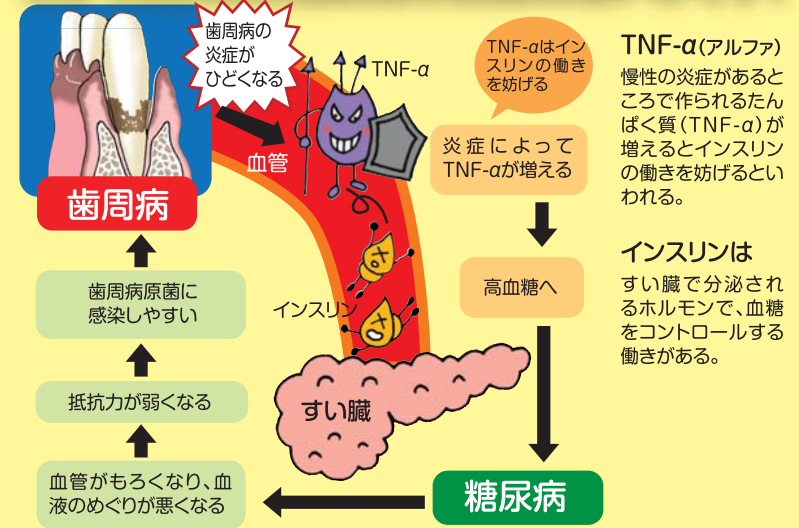 歯周病の
炎症が
ひどくなる
TNF-α
血管
歯周病
TNF-αはイン
スリンの働き
を妨げる
炎症によって
TNF-αが増える
高血糖へ
インスリン
すい臓
糖尿病
血管がもろくなり、血
液のめぐりが悪くなる
抵抗力が弱くなる
歯周病原菌に
感染しやすい
TNF-α(アルファ)
慢性の炎症があると
ころで作られるたん
ぱく質(TNF-α)が
増えるとインスリン
の働きを妨げるとい
われる。
インスリンは
すい臓で分泌され
るホルモンで、血糖
をコントロールする
働きがある。